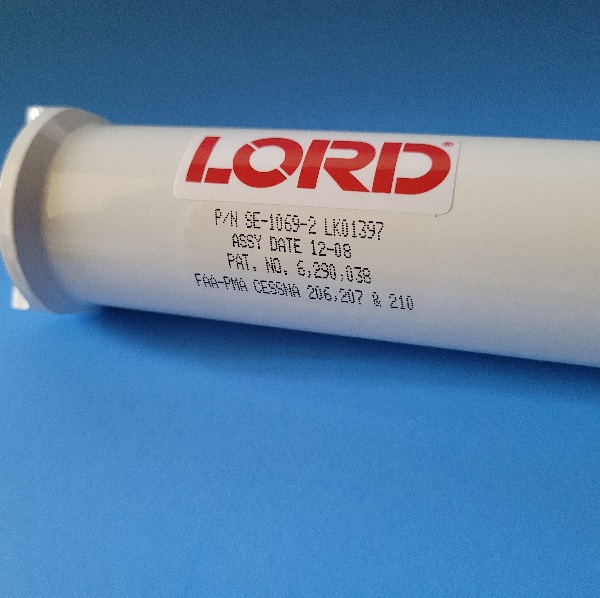 LORD®
P/N SE-1069-2 LK01397
ASSY DATE 12-08
PAT. NO. 6,290,038
FAA-PMA CESSNA 206,207 & 210